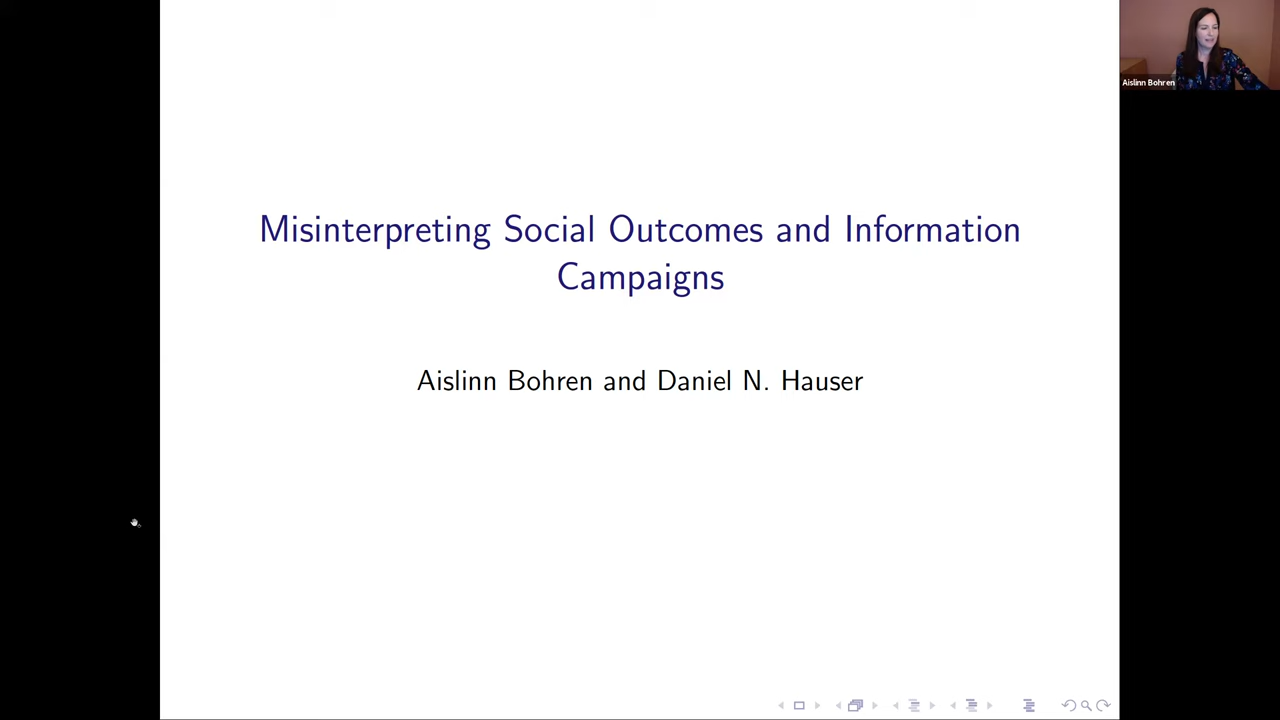 Aislinn Bohren
Misinterpreting Social Outcomes and Information
Campaigns
Aislinn Bohren and Daniel N. Hauser